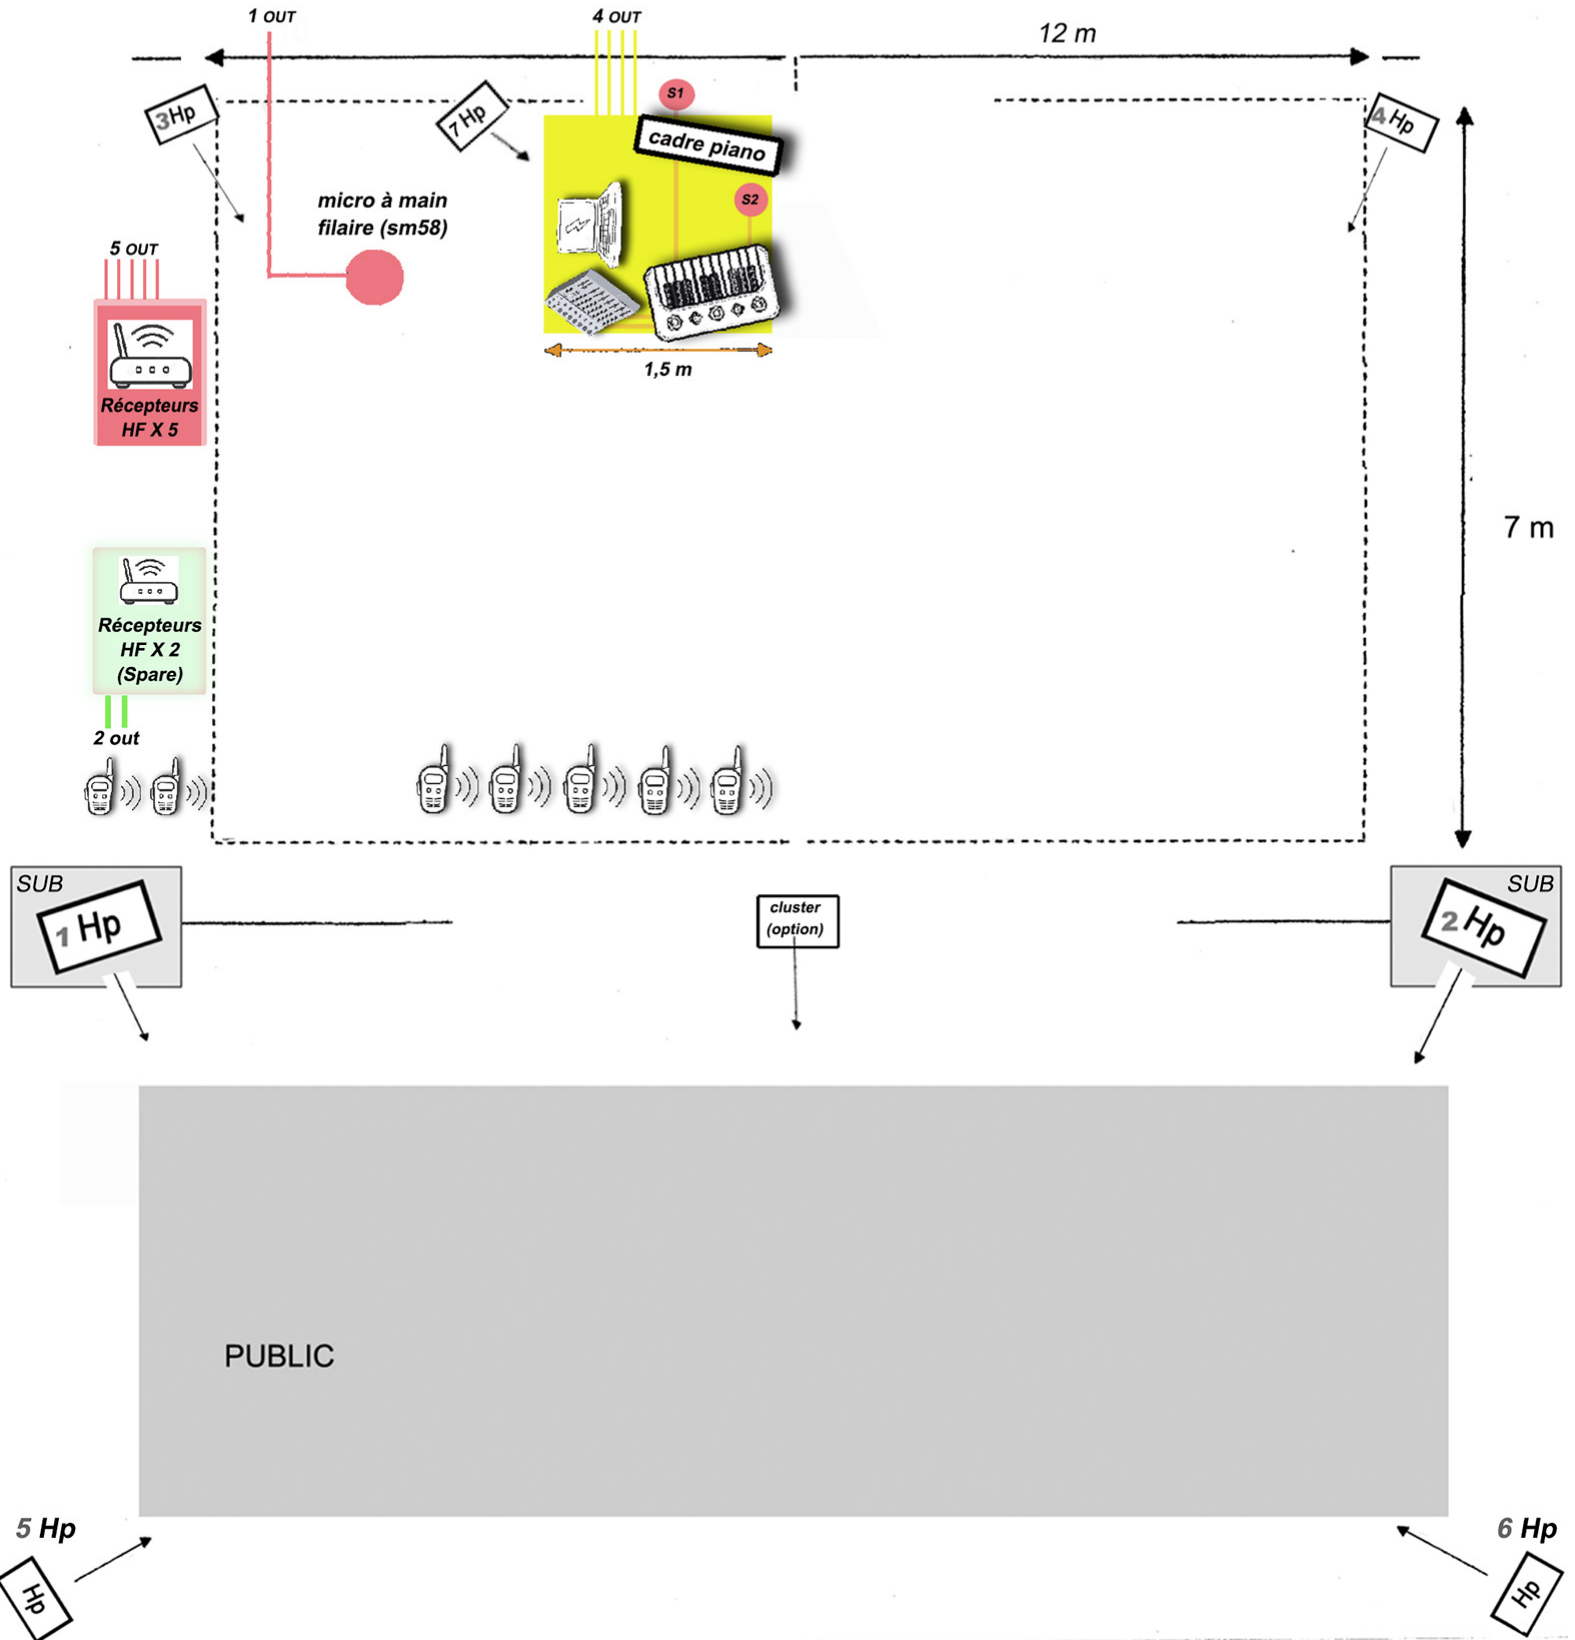 1 OUT
4 OUT
12 m
3 Hp
7 Hp
S1
4 Hp
cadre piano
micro à main
filaire (sm58)
S2
5 OUT
1,5 m
Récepteurs
HF X 5
7 m
Récepteurs
HF X 2
(Spare)
2 out
SUB
1 Hp
cluster
(option)
SUB
2 Hp
PUBLIC
5 Hp
Hp
6 Hp
Hp